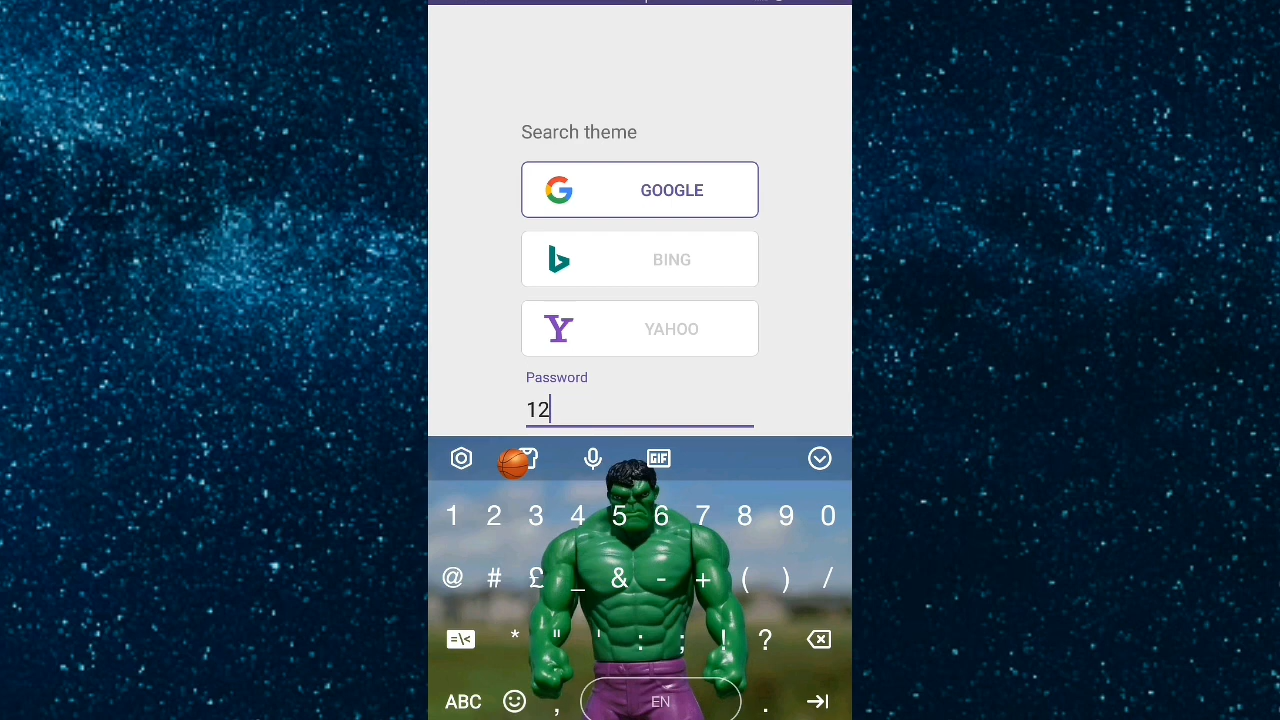 Search theme
GOOGLE
BING
YAHOO
Password
12
GIF
1 2 3 4 5 6 7 8 9 0
@ # £ _ & - + ( ) /
=\< * " ' : ; ! ?
ABC , EN .